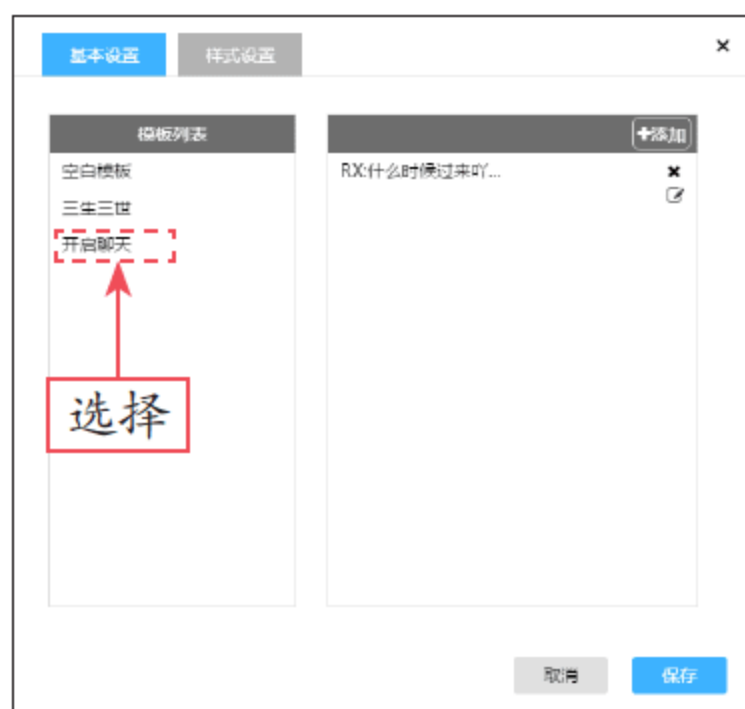 基本设置 样式设置
模板列表
添加
空白模板
三生三世
开启聊天
RX:什么时候过来吖...
选择
取消 保存